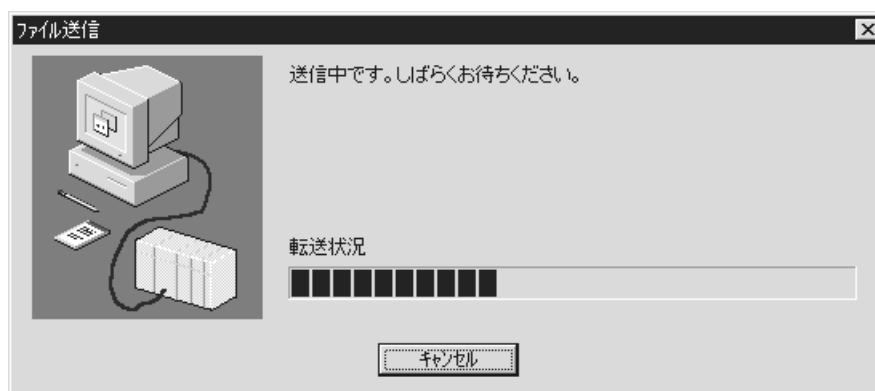 ファイル送信
送信中です。しばらくお待ちください。
転送状況
キャンセル